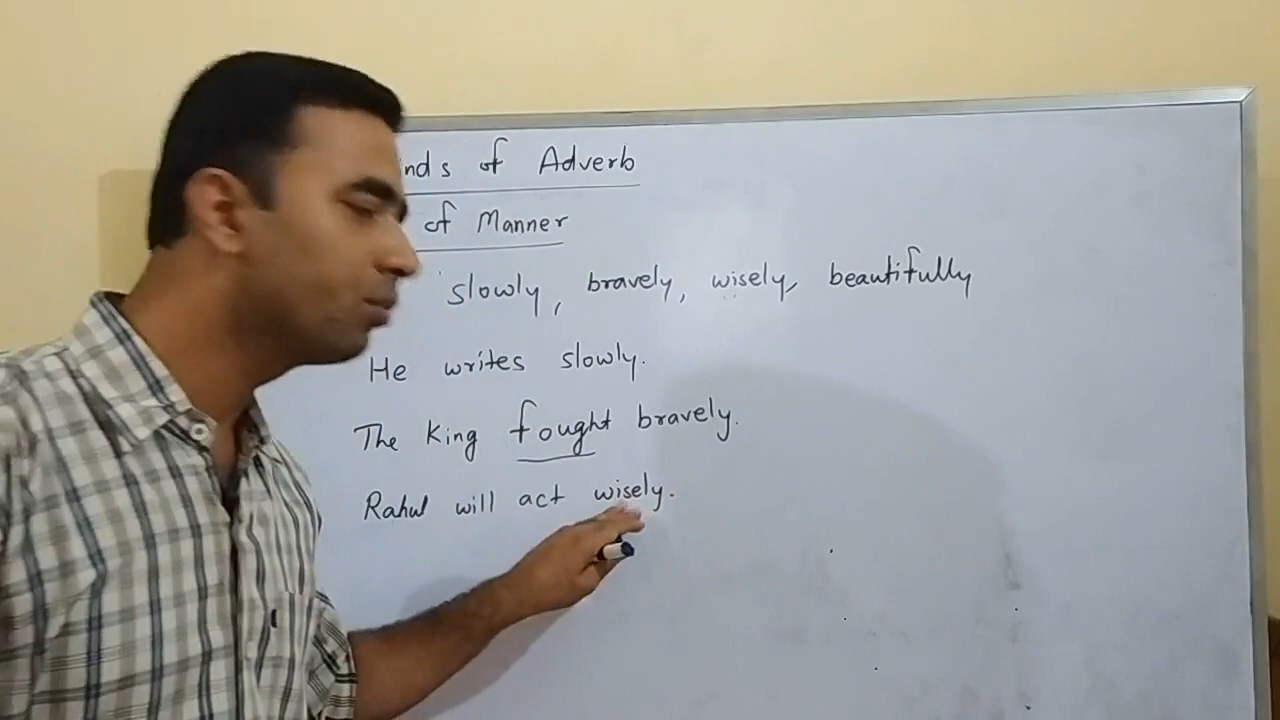 of Adverb
of Manner
slowly, bravely, wisely, beautifully
He writes slowly.
The King fought bravely.
Rahul will act wisely.